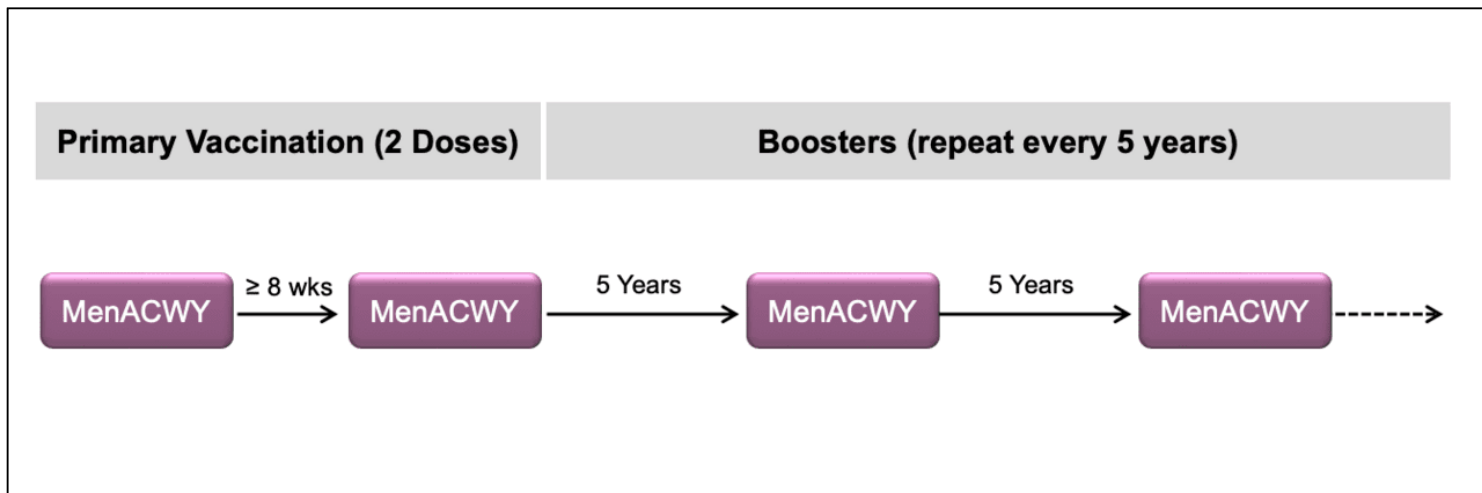 Primary Vaccination (2 Doses)
Boosters (repeat every 5 years)
MenACWY
≥ 8 wks
MenACWY
5 Years
MenACWY
5 Years
MenACWY